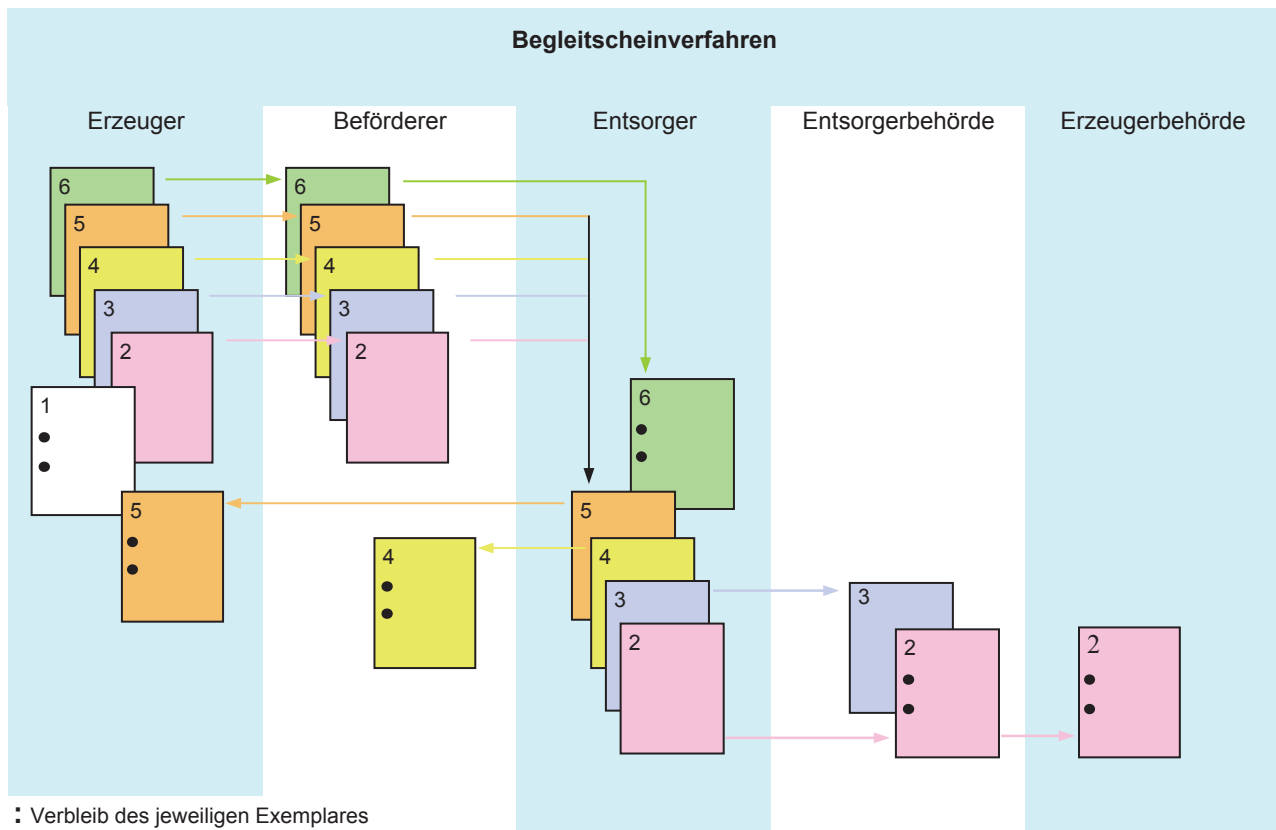 Begleitscheinverfahren
Erzeuger Beförderer Entsorger Entsorgerbehörde Erzeugerbehörde
6 6
5 5
4 4
3 3
2 2
1 6
5 5
4 4
3 3
2 2 2
: Verbleib des jeweiligen Exemplares